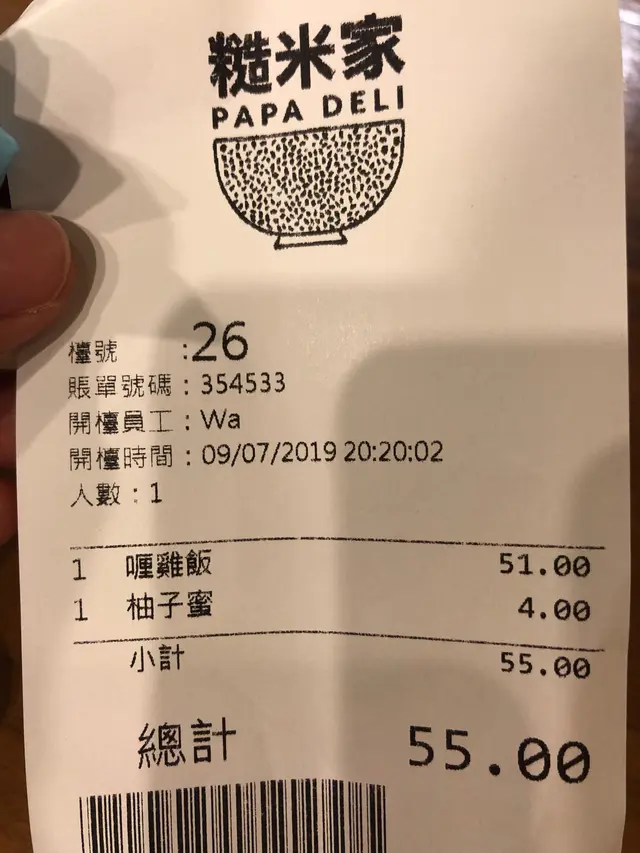 糙米家
PAPA DELI
檯號 :26
賬單號碼 : 354533
開檯員工 : Wa
開檯時間 : 09/07/2019 20:20:02
人數 : 1
1 喱雞飯 51.00
1 柚子蜜 4.00
小計 55.00
總計 55.00